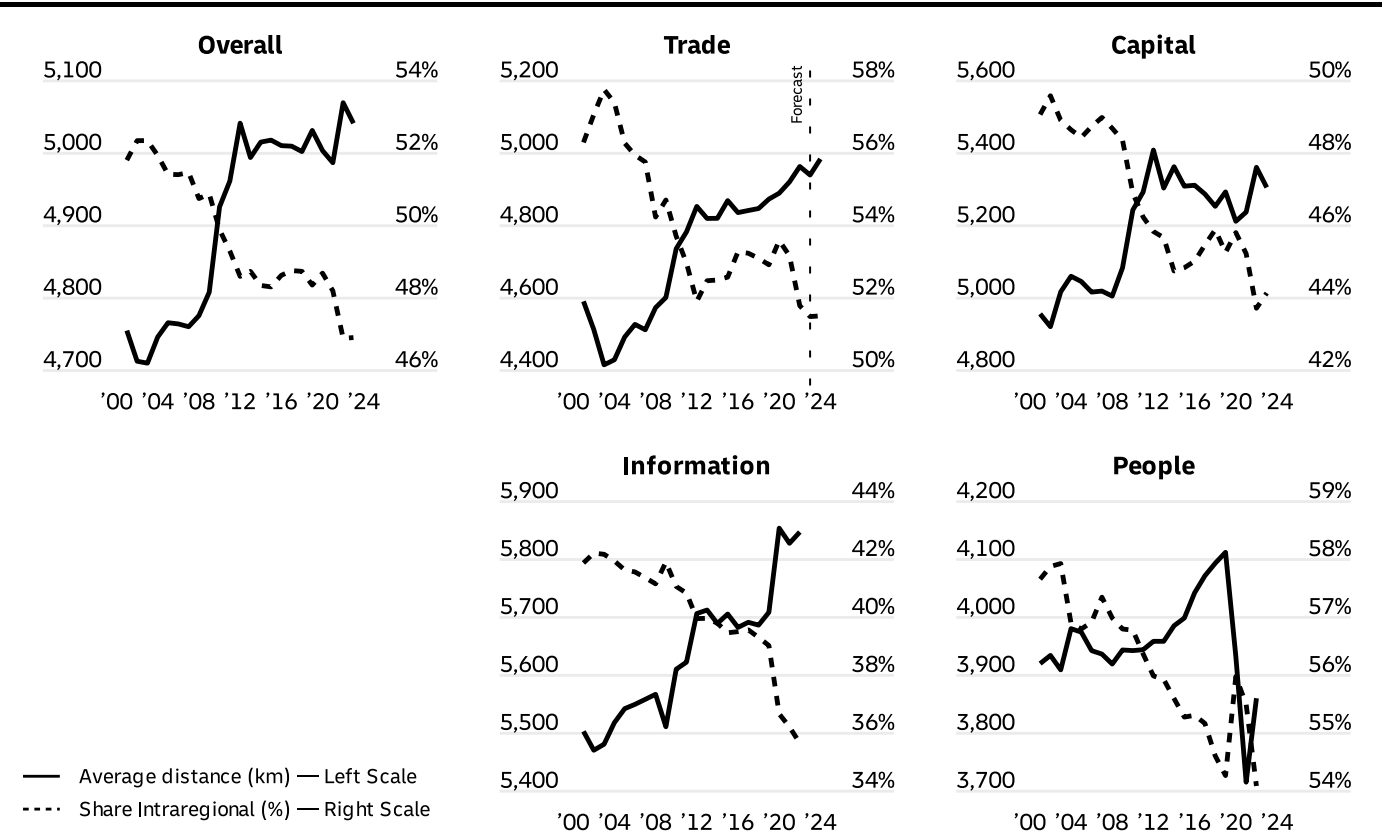 Overall
5,100 54%
5,000 52%
4,900 50%
4,800 48%
4,700 46%
’00 ’04 ’08 ’12 ’16 ’20 ’24
Trade
5,200 58%
Forecast
5,000 56%
4,800 54%
4,600 52%
4,400 50%
’00 ’04 ’08 ’12 ’16 ’20 ’24
Capital
5,600 50%
5,400 48%
5,200 46%
5,000 44%
4,800 42%
’00 ’04 ’08 ’12 ’16 ’20 ’24
Information
5,900 44%
5,800 42%
5,700 40%
5,600 38%
5,500 36%
5,400 34%
’00 ’04 ’08 ’12 ’16 ’20 ’24
People
4,200 59%
4,100 58%
4,000 57%
3,900 56%
3,800 55%
3,700 54%
’00 ’04 ’08 ’12 ’16 ’20 ’24
Average distance (km) — Left Scale
Share Intraregional (%) — Right Scale